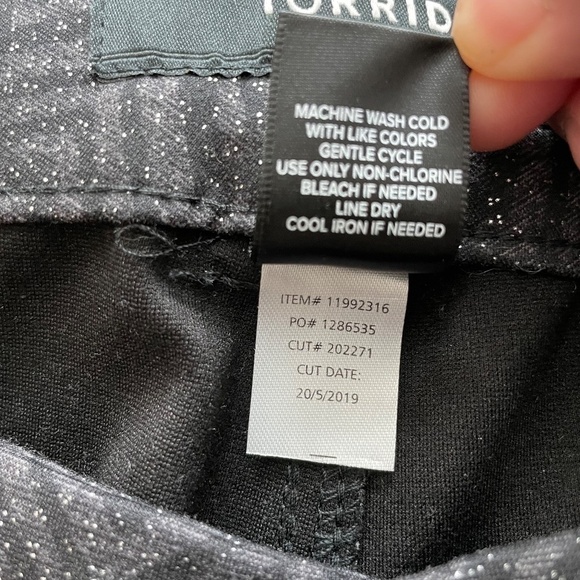 TORRID
MACHINE WASH COLD
WITH LIKE COLORS
GENTLE CYCLE
USE ONLY NON-CHLORINE
BLEACH IF NEEDED
LINE DRY
COOL IRON IF NEEDED
ITEM# 11992316
PO# 1286535
CUT# 202271
CUT DATE:
20/5/2019